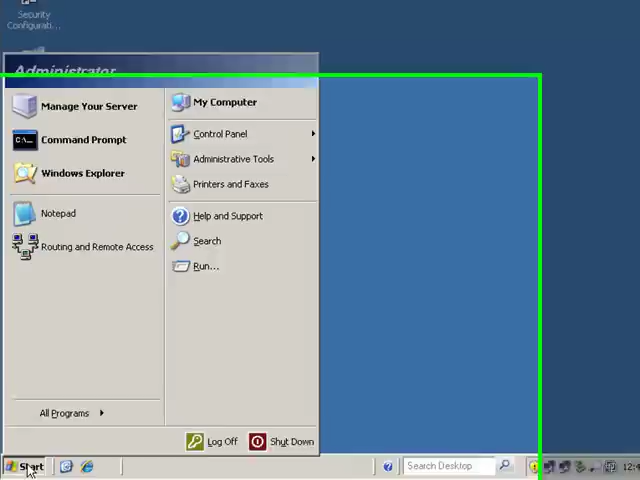 Security
Configurati...
Administrator
Manage Your Server
My Computer
Command Prompt
Control Panel
Windows Explorer
Administrative Tools
Printers and Faxes
Notepad
Help and Support
Routing and Remote Access
Search
Run...
All Programs
Log Off
Shut Down
Start
Search Desktop
12:4